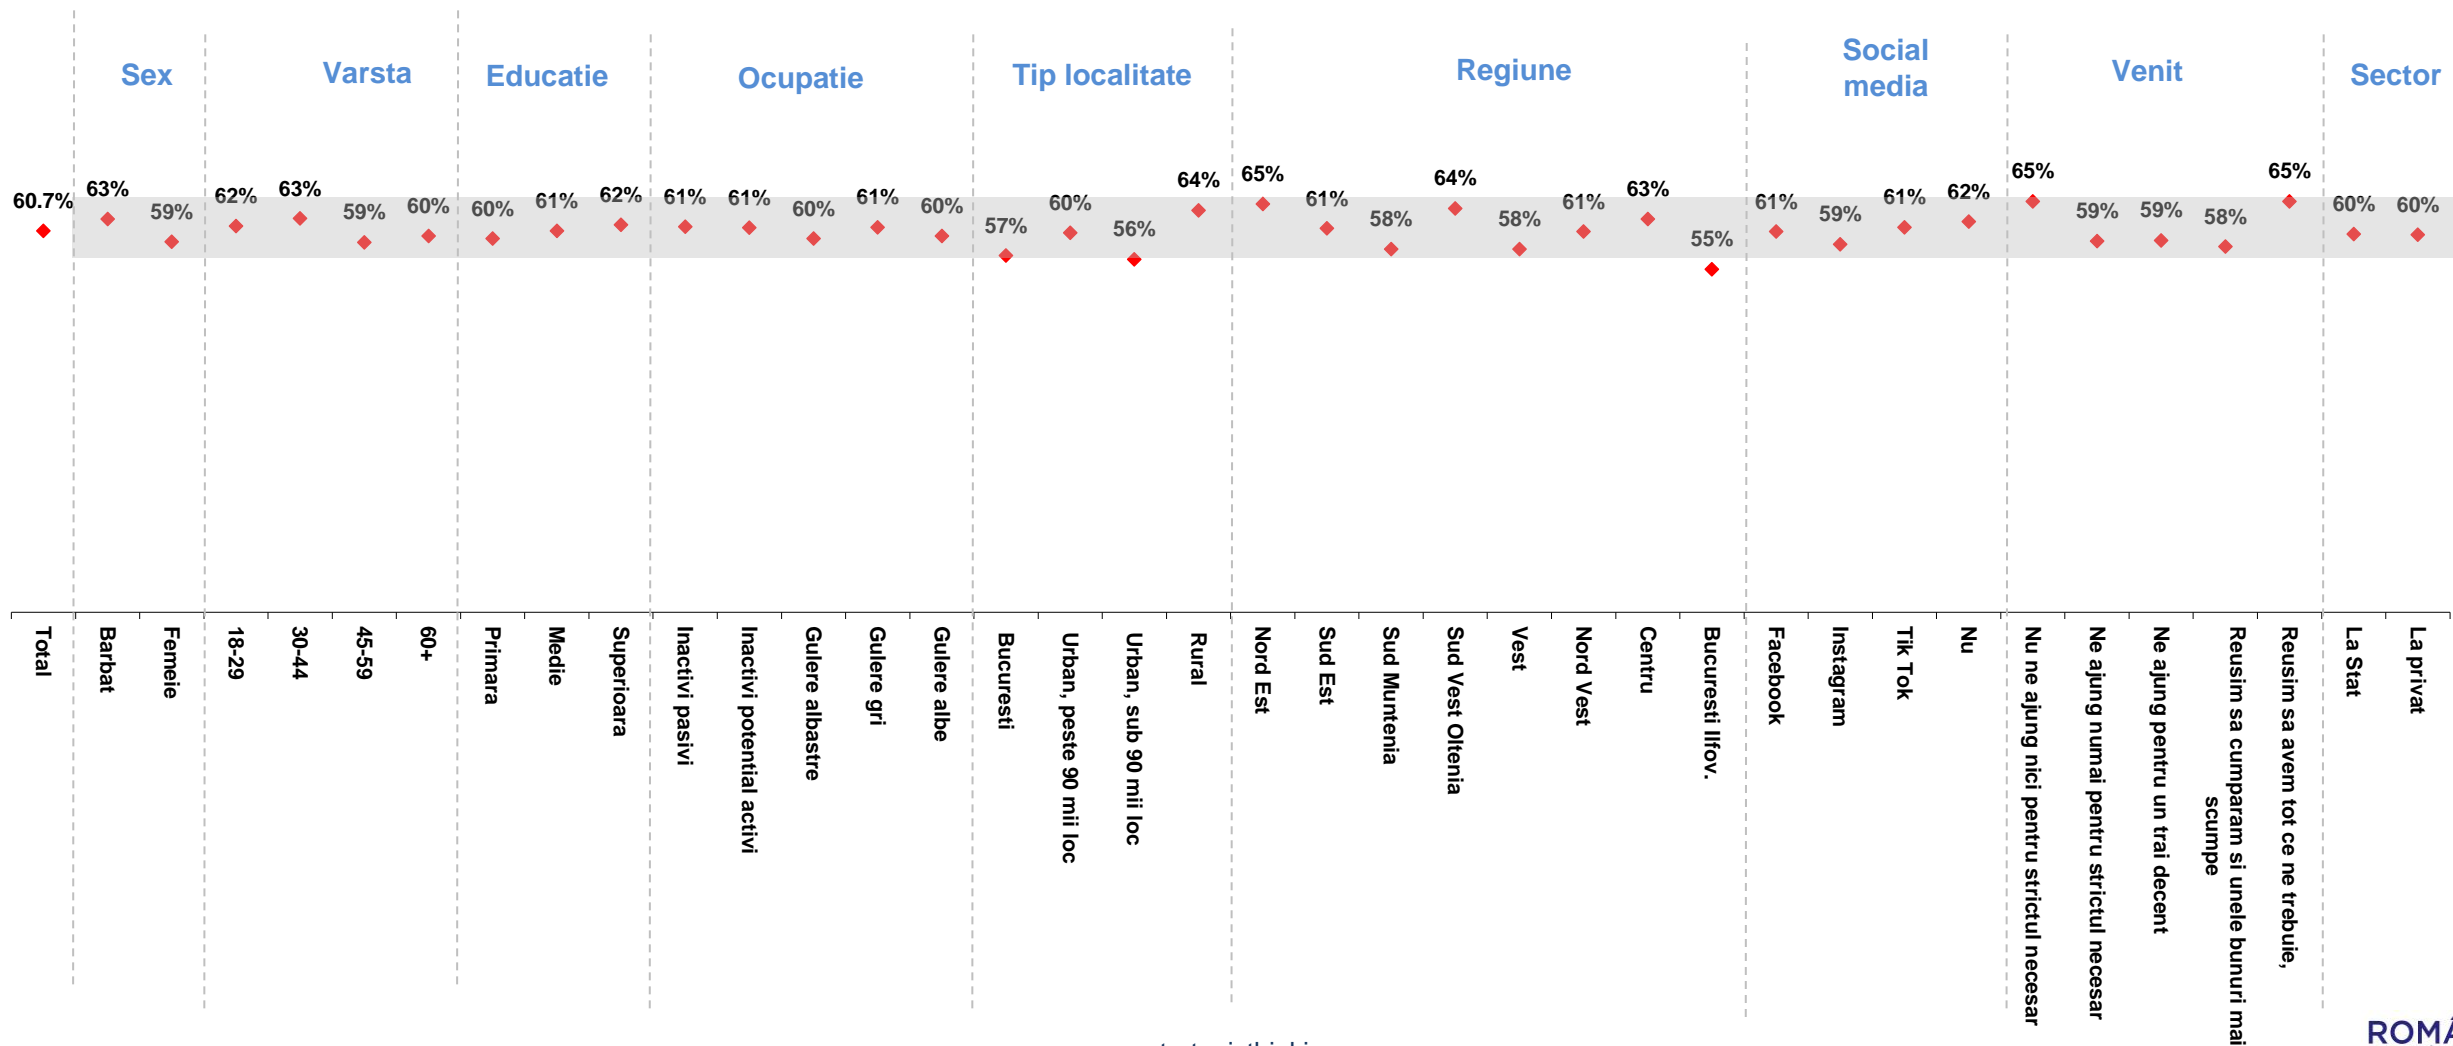 Sex
Varsta
Educatie
Ocupatie
Tip localitate
Regiune
Social
media
Venit
Sector
60.7%
63%
59%
62%
63%
59%
60%
60%
61%
62%
61%
61%
60%
61%
60%
57%
60%
56%
64%
65%
61%
58%
64%
58%
61%
63%
55%
61%
59%
61%
62%
65%
59%
59%
58%
65%
60%
60%
Total
Barbat
Femeie
18-29
30-44
45-59
60+
Primara
Medie
Superioara
Inactivi pasivi
Inactivi potential activi
Gulere albastre
Gulere gri
Gulere albe
Bucuresti
Urban, peste 90 mii loc
Urban, sub 90 mii loc
Rural
Nord Est
Sud Est
Sud Muntenia
Sud Vest Oltenia
Vest
Nord Vest
Centru
Bucuresti Ilfov.
Facebook
Instagram
Tik Tok
Nu
Nu ne ajung nici pentru strictul necesar
Ne ajung numai pentru strictul necesar
Ne ajung pentru un trai decent
Reusim sa cumparam si unele bunuri mai
scumpe
Reusim sa avem tot ce ne trebuie,
La Stat
La privat
ROMÂ